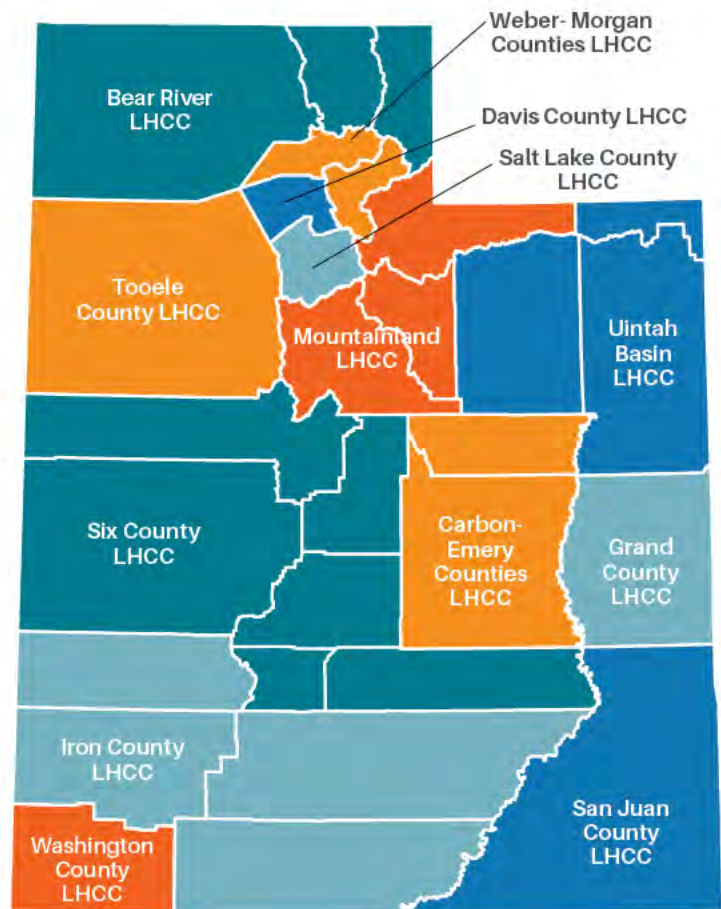 Weber- Morgan
Counties LHCC
Bear River
LHCC
Davis County LHCC
Salt Lake County
LHCC
Tooele
County LHCC
Mountainland
LHCC
Uintah
Basin
LHCC
Six County
LHCC
Carbon-
Emery
Counties
LHCC
Grand
County
LHCC
Iron County
LHCC
San Juan
County
LHCC
Washington
County
LHCC